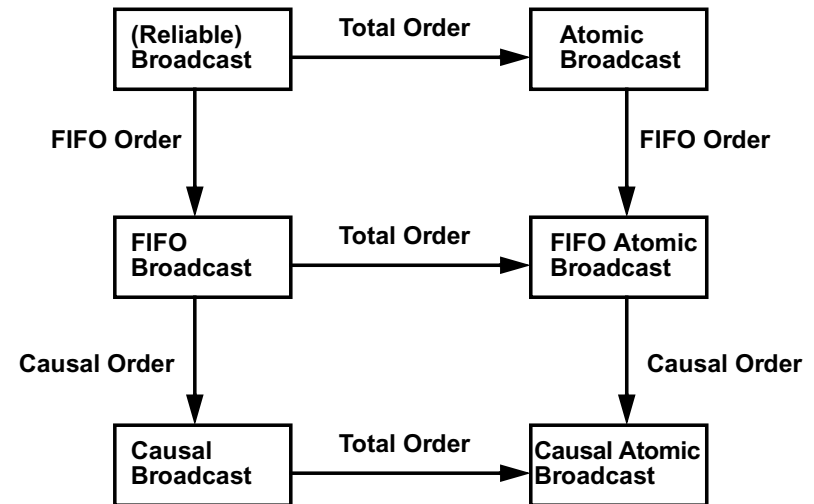 (Reliable)
Broadcast
Total Order
Atomic
Broadcast
FIFO Order
FIFO Order
FIFO
Broadcast
Total Order
FIFO Atomic
Broadcast
Causal Order
Causal Order
Causal
Broadcast
Total Order
Causal Atomic
Broadcast